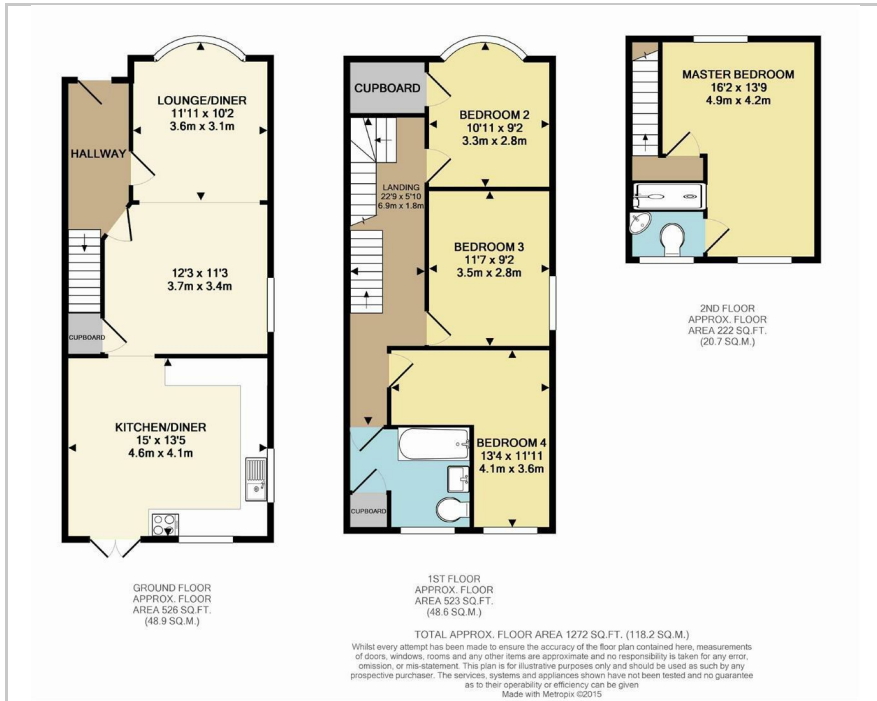 LOUNGE/DINER
11'11 x 10'2
3.6m x 3.1m
HALLWAY
12'3 x 11'3
3.7m x 3.4m
CUPBOARD
KITCHEN/DINER
15' x 13'5
4.6m x 4.1m
GROUND FLOOR
APPROX. FLOOR
AREA 526 SQ.FT.
(48.9 SQ.M.)
CUPBOARD
BEDROOM 2
10'11 x 9'2
3.3m x 2.8m
LANDING
22'9 x 5'10
6.9m x 1.8m
BEDROOM 3
11'7 x 9'2
3.5m x 2.8m
BEDROOM 4
13'4 x 11'11
4.1m x 3.6m
CUPBOARD
1ST FLOOR
APPROX. FLOOR
AREA 523 SQ.FT.
(48.6 SQ.M.)
MASTER BEDROOM
16'2 x 13'9
4.9m x 4.2m
2ND FLOOR
APPROX. FLOOR
AREA 222 SQ.FT.
(20.7 SQ.M.)
TOTAL APPROX. FLOOR AREA 1272 SQ.FT. (118.2 SQ.M.)
Whilst every attempt has been made to ensure the accuracy of the floor plan contained here, measurements
of doors, windows, rooms and any other items are approximate and no responsibility is taken for any error,
omission, or mis-statement. This plan is for illustrative purposes only and should be used as such by any
prospective purchaser. The services, systems and appliances shown have not been tested and no guarantee
as to their operability or efficiency can be given
Made with Metropix ©2015